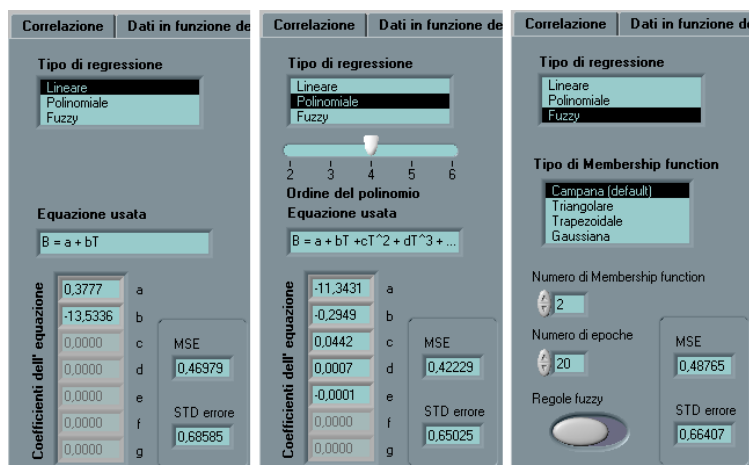 Correlazione
Dati in funzione de
Tipo di regressione
Lineare
Polinomiale
Fuzzy
Equazione usata
B = a + bT
Coefficienti dell' equazione
0,3777 a
-13,5336 b
0,0000 c
0,0000 d
0,0000 e
0,0000 f
0,0000 g
MSE
0,46979
STD errore
0,68585
Correlazione
Dati in funzione de
Tipo di regressione
Lineare
Polinomiale
Fuzzy
2 3 4 5 6
Ordine del polinomio
Equazione usata
B = a + bT +cT^2 + dT^3 + ...
Coefficienti dell' equazione
-11,3431 a
-0,2949 b
0,0442 c
0,0007 d
-0,0001 e
0,0000 f
0,0000 g
MSE
0,42229
STD errore
0,65025
Correlazione
Dati in funzione de
Tipo di regressione
Lineare
Polinomiale
Fuzzy
Tipo di Membership function
Campana (default)
Triangolare
Trapezoidale
Gaussiana
Numero di Membership function
2
Numero di epoche
20
Regole fuzzy
MSE
0,48765
STD errore
0,66407